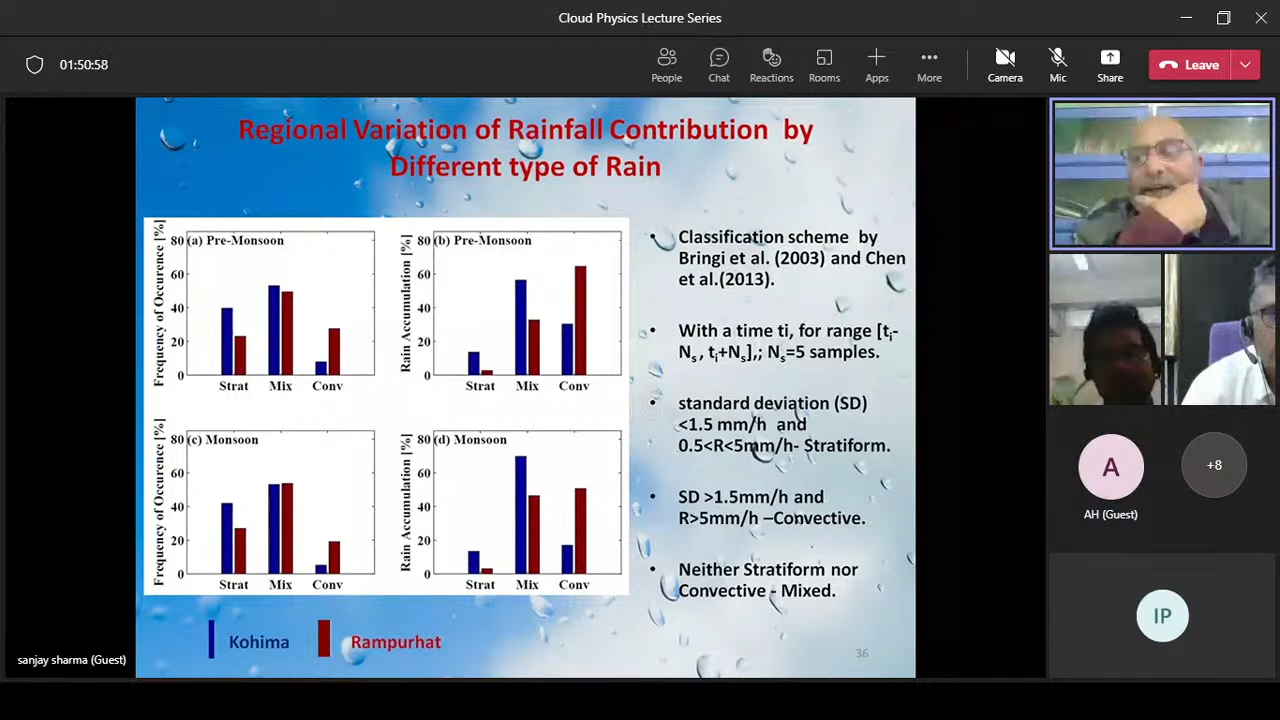 Cloud Physics Lecture Series
01:50:58
People
Chat
Reactions
Rooms
Apps
More
Camera
Mic
Share
Leave
Regional Variation of Rainfall Contribution by
Different type of Rain
Frequency of Occurence [%]
80
60
40
20
0
(a) Pre-Monsoon
Strat Mix Conv
Rain Accumulation [%]
80
60
40
20
0
(b) Pre-Monsoon
Strat Mix Conv
Frequency of Occurence [%]
80
60
40
20
0
(c) Monsoon
Strat Mix Conv
Rain Accumulation [%]
80
60
40
20
0
(d) Monsoon
Strat Mix Conv
Kohima Rampurhat
• Classification scheme by
Bringi et al. (2003) and Chen
et al.(2013).
• With a time ti, for range [ti-
Ns, ti+Ns],; Ns=5 samples.
• standard deviation (SD)
<1.5 mm/h and
0.5<R<5mm/h- Stratiform.
• SD >1.5mm/h and
R>5mm/h –Convective.
• Neither Stratiform nor
Convective - Mixed.
36
sanjay sharma (Guest)
A
+8
AH (Guest)
IP